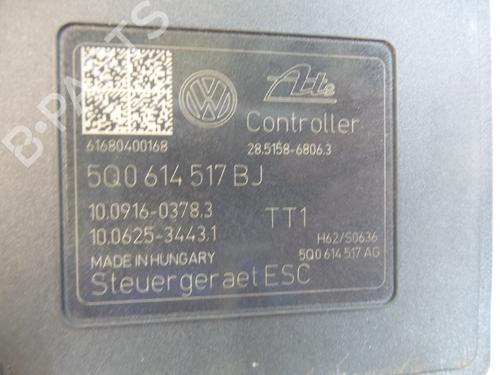 Ate
Controller
61680400168
28.5158-6806.3
5Q0 614 517 BJ
10.0916-0378.3
TT1
10.0625-3443.1
H62/S0636
MADE IN HUNGARY
5Q0 614 517 AG
Steuergeraet ESC
B-PARTS